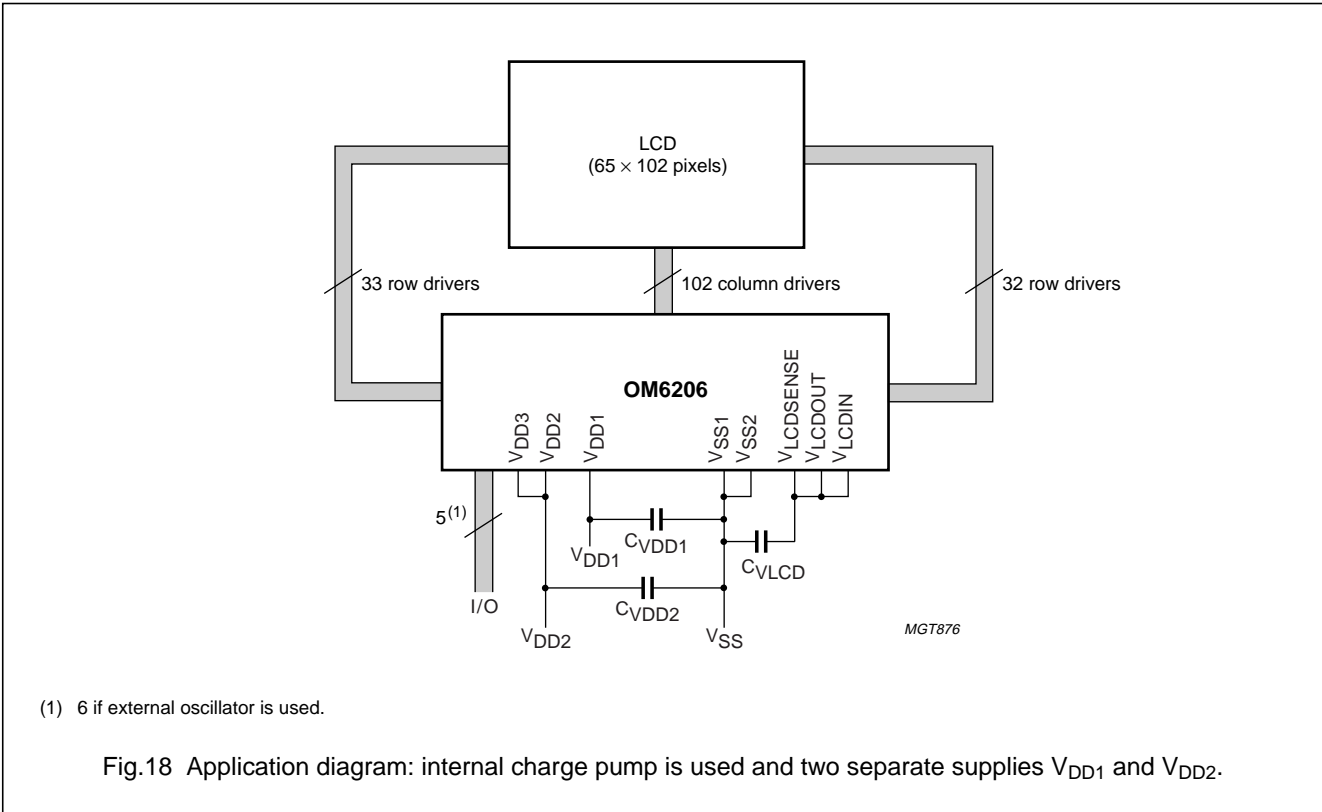 LCD
(65 × 102 pixels)
33 row drivers
102 column drivers
32 row drivers
OM6206
VDD3
VDD2
VDD1
VSS1
VSS2
VLCDSENSE
VLCDOUT
VLCDIN
5(1)
I/O
VDD1
CVDD1
CVLCD
VDD2
CVDD2
VSS
MGT876
(1) 6 if external oscillator is used.
Fig.18 Application diagram: internal charge pump is used and two separate supplies VDD1 and VDD2.